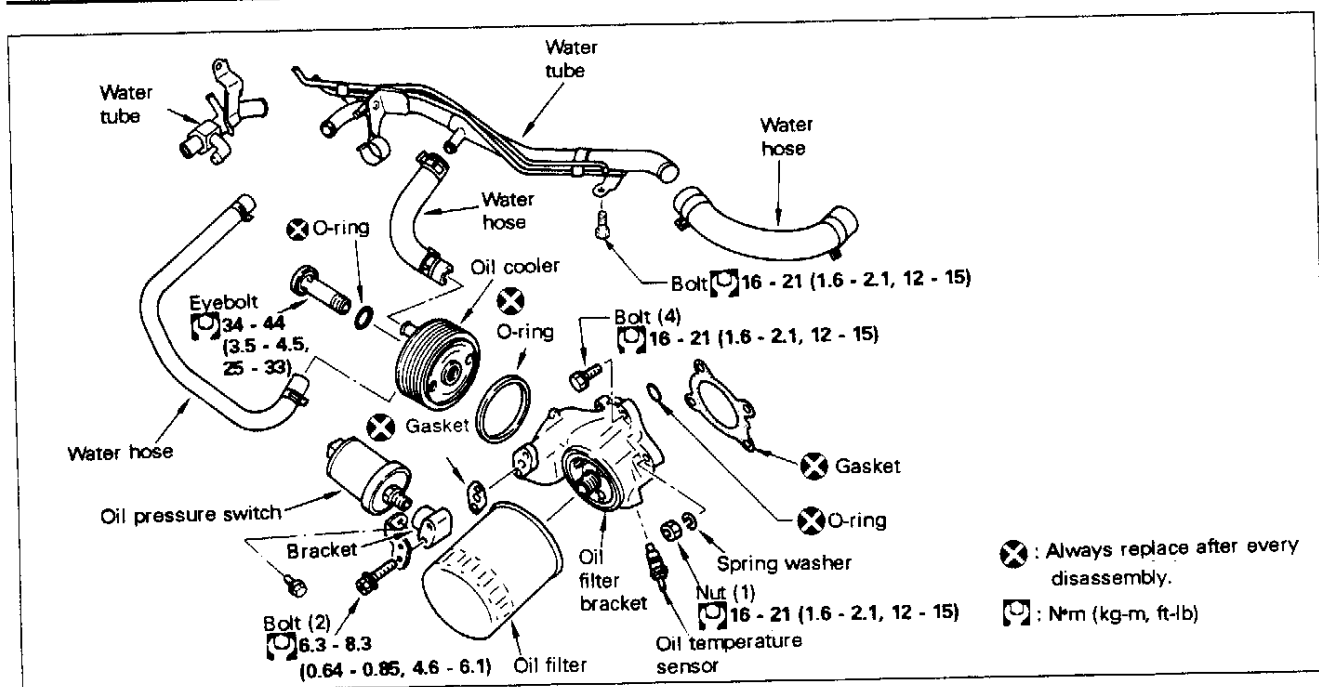 Water
tube
Water
tube
Water
hose
Water
hose
O-ring
Oil cooler
Bolt 16 - 21 (1.6 - 2.1, 12 - 15)
Eyebolt
34 - 44
(3.5 - 4.5,
25 - 33)
O-ring
Bolt (4)
16 - 21 (1.6 - 2.1, 12 - 15)
Gasket
Water hose
Gasket
Oil pressure switch
O-ring
Bracket
Oil
filter
bracket
Spring washer
Nut (1)
16 - 21 (1.6 - 2.1, 12 - 15)
Bolt (2)
6.3 - 8.3
(0.64 - 0.85, 4.6 - 6.1)
Oil filter
Oil temperature
sensor
: Always replace after every
disassembly.
: N•m (kg-m, ft-lb)